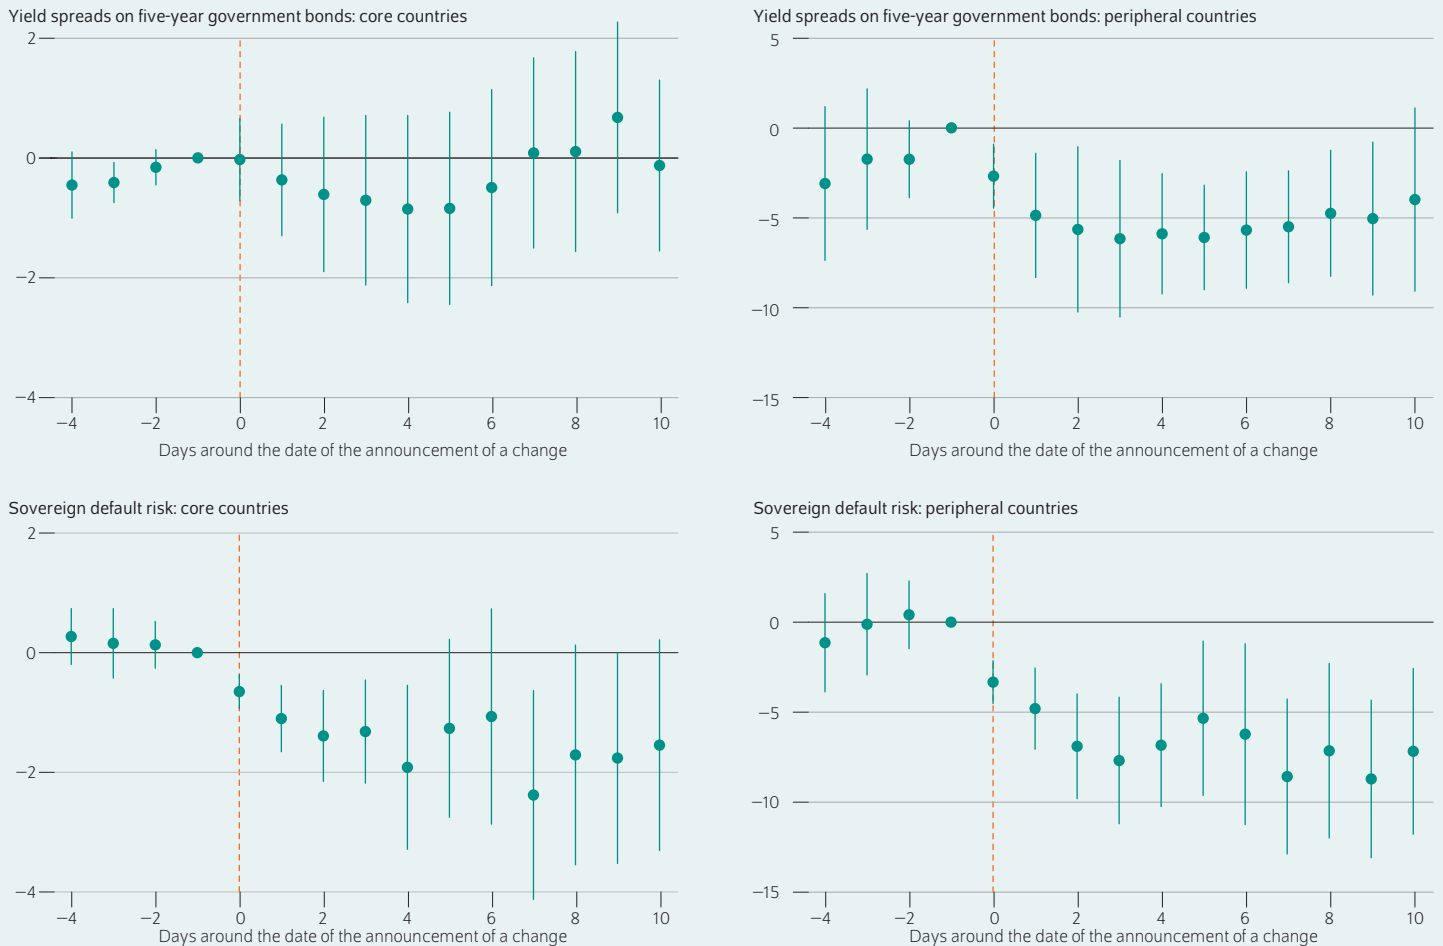 Yield spreads on five-year government bonds: core countries
2
0
−2
−4
−4 −2 0 2 4 6 8 10
Days around the date of the announcement of a change
Yield spreads on five-year government bonds: peripheral countries
5
0
−5
−10
−15
−4 −2 0 2 4 6 8 10
Days around the date of the announcement of a change
Sovereign default risk: core countries
2
0
−2
−4
−4 −2 0 2 4 6 8 10
Days around the date of the announcement of a change
Sovereign default risk: peripheral countries
5
0
−5
−10
−15
−4 −2 0 2 4 6 8 10
Days around the date of the announcement of a change